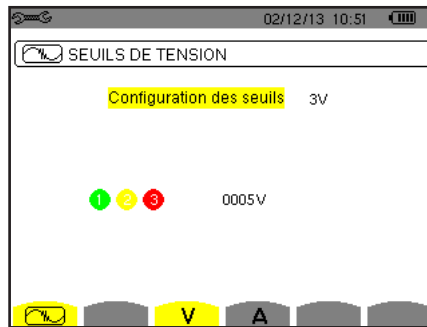 02/12/13 10:51
SEUILS DE TENSION
Configuration des seuils 3V
1 2 3 0005V
V A